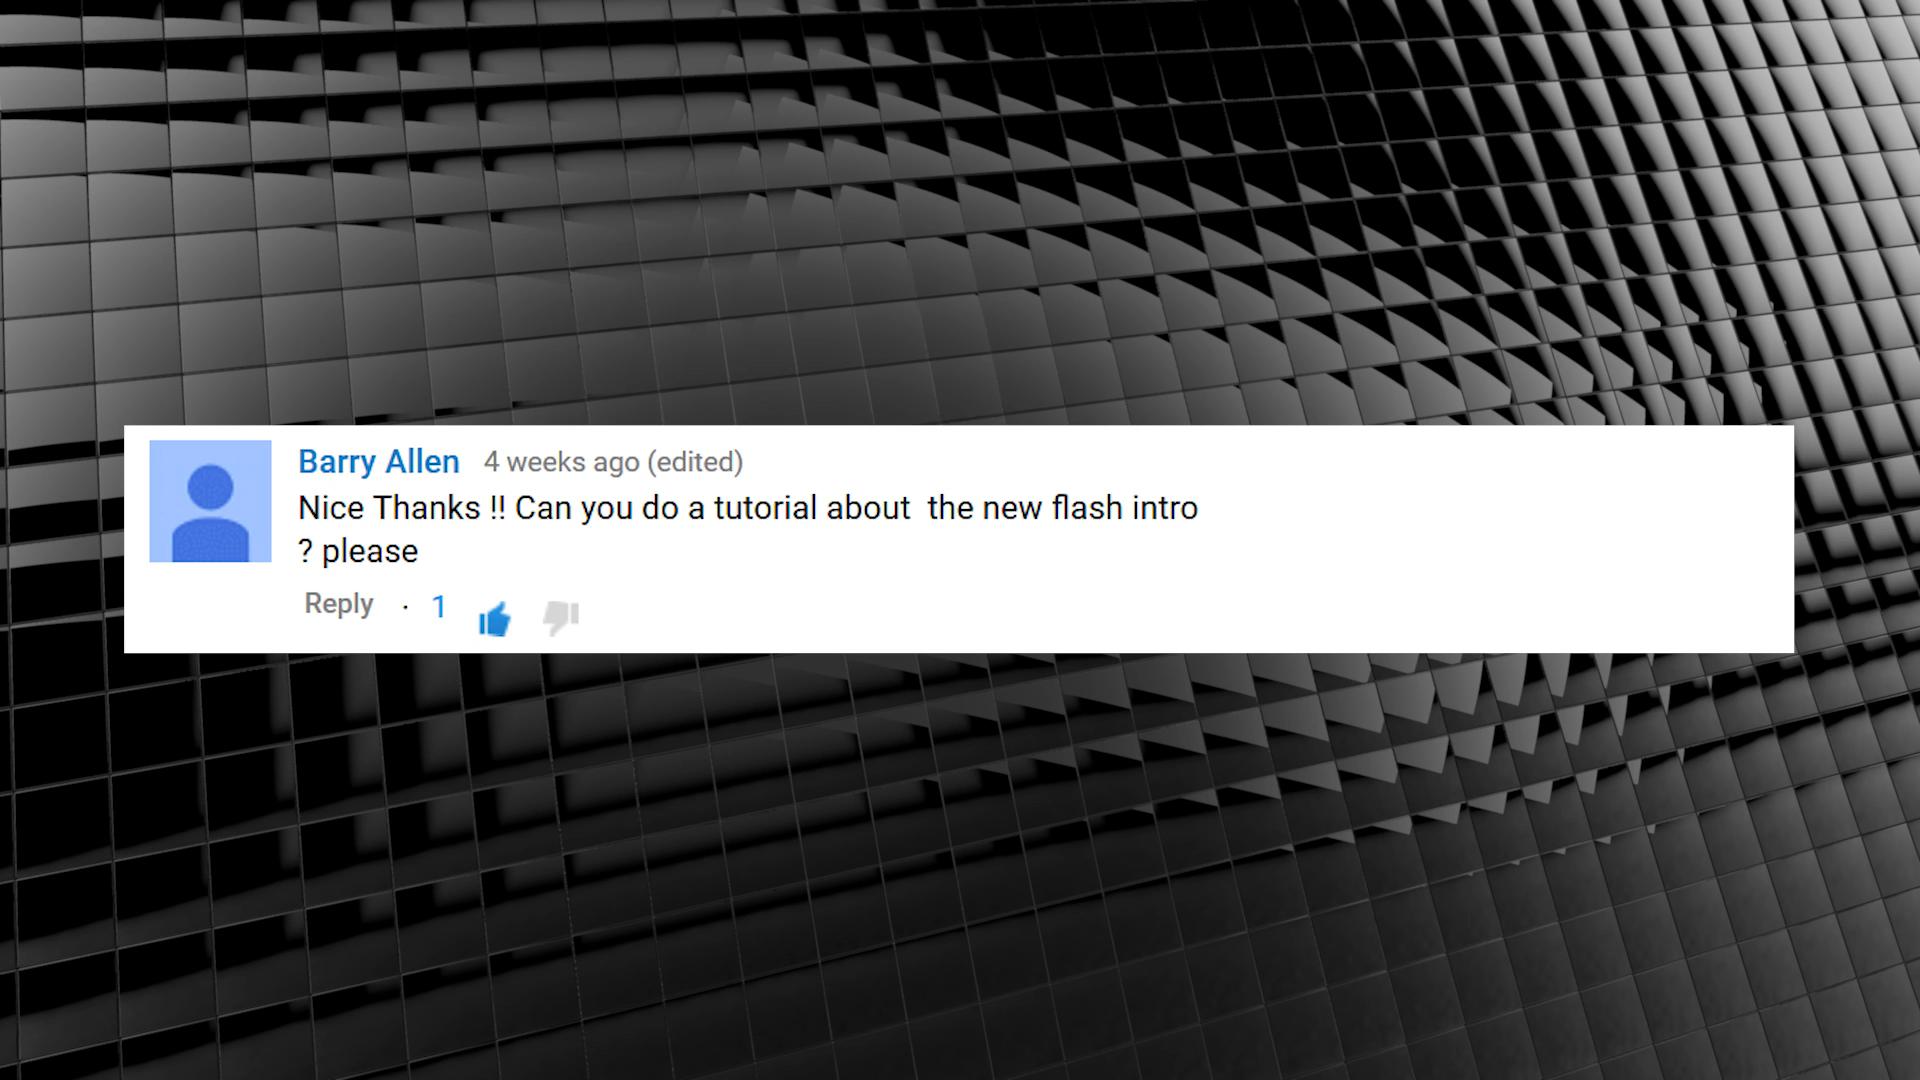 Barry Allen 4 weeks ago (edited)
Nice Thanks !! Can you do a tutorial about  the new flash intro
? please
Reply · 1